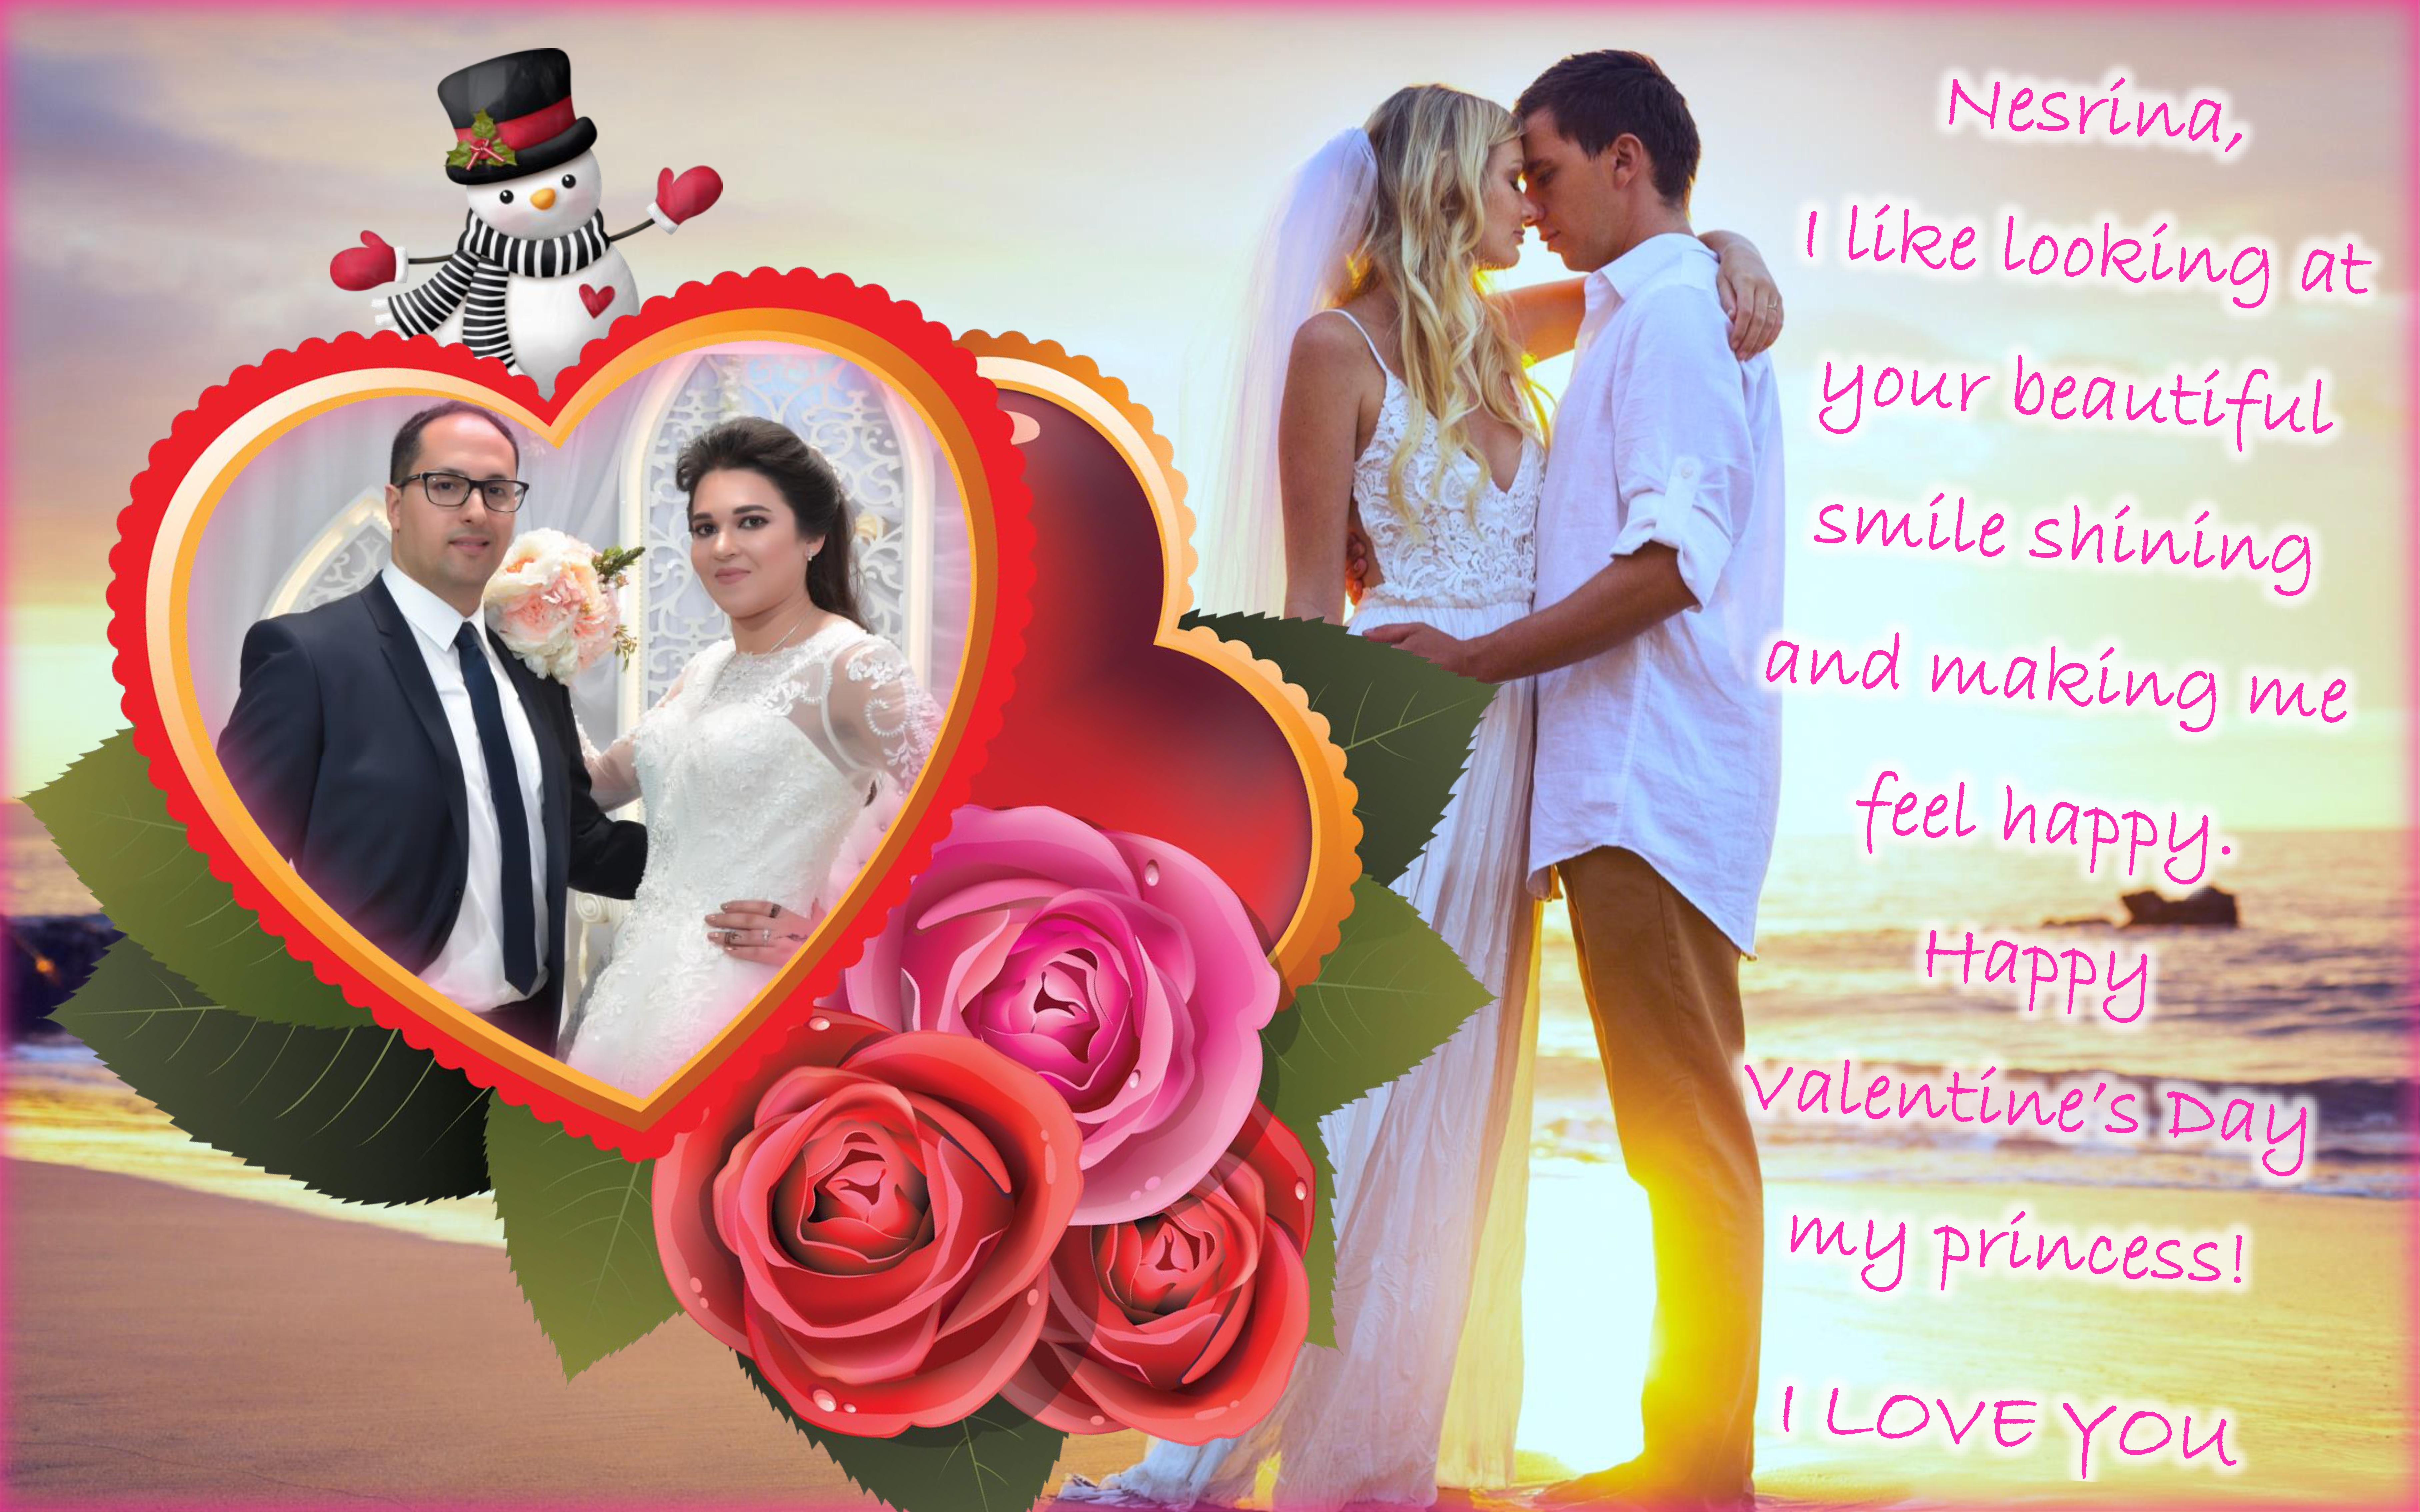 Nesrina,
I like looking at
your beautiful
smile shining
and making me
feel happy.
Happy
Valentine's Day
my princess!
I LOVE YOU